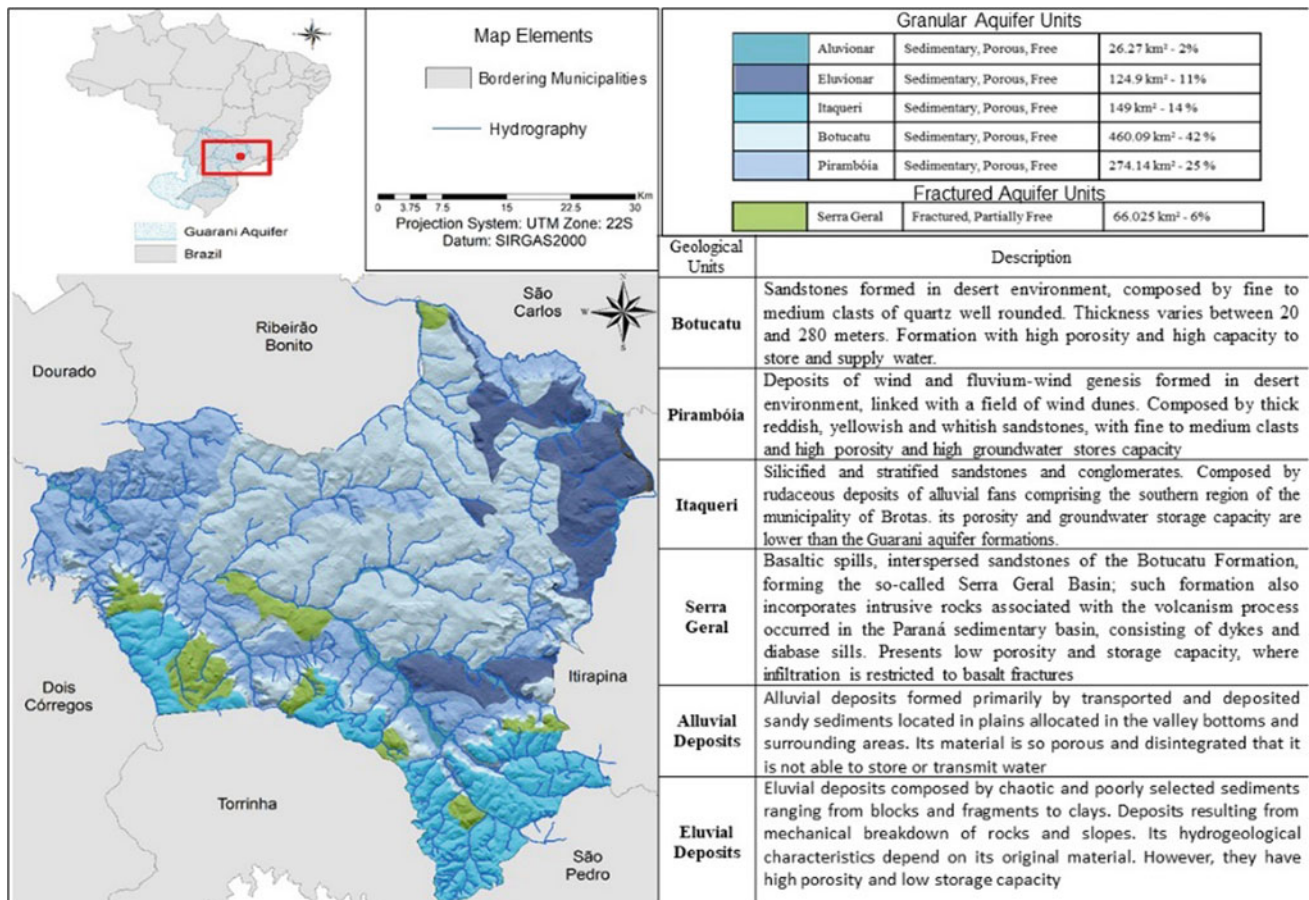 Map Elements
Bordering Municipalities
Hydrography
Km
0 3.75 7.5 15 22.5 30
Projection System: UTM Zone: 22S
Datum: SIRGAS2000
Guarani Aquifer
Brazil
Granular Aquifer Units
Aluvionar Sedimentary, Porous, Free 26.27 km² - 2%
Eluvionar Sedimentary, Porous, Free 124.9 km² - 11%
Itaqueri Sedimentary, Porous, Free 149 km² - 14 %
Botucatu Sedimentary, Porous, Free 460.09 km² - 42 %
Pirambóia Sedimentary, Porous, Free 274.14 km² - 25 %
Fractured Aquifer Units
Serra Geral Fractured, Partially Free 66.025 km² - 6%
N
W E
S
São
Carlos
Ribeirão
Bonito
Dourado
Itirapina
Dois
Córregos
Torrinha
São
Pedro
Geological
Units
Description
Botucatu
Sandstones formed in desert environment, composed by fine to
medium clasts of quartz well rounded. Thickness varies between 20
and 280 meters. Formation with high porosity and high capacity to
store and supply water.
Pirambóia
Deposits of wind and fluvium-wind genesis formed in desert
environment, linked with a field of wind dunes. Composed by thick
reddish, yellowish and whitish sandstones, with fine to medium clasts
and high porosity and high groundwater stores capacity
Itaqueri
Silicified and stratified sandstones and conglomerates. Composed by
rudaceous deposits of alluvial fans comprising the southern region of the
municipality of Brotas. its porosity and groundwater storage capacity are
lower than the Guarani aquifer formations.
Serra
Geral
Basaltic spills, interspersed sandstones of the Botucatu Formation,
forming the so-called Serra Geral Basin; such formation also
incorporates intrusive rocks associated with the volcanism process
occurred in the Paraná sedimentary basin, consisting of dykes and
diabase sills. Presents low porosity and storage capacity, where
infiltration is restricted to basalt fractures
Alluvial
Deposits
Alluvial deposits formed primarily by transported and deposited
sandy sediments located in plains allocated in the valley bottoms and
surrounding areas. Its material is so porous and disintegrated that it
is not able to store or transmit water
Eluvial
Deposits
Eluvial deposits composed by chaotic and poorly selected sediments
ranging from blocks and fragments to clays. Deposits resulting from
mechanical breakdown of rocks and slopes. Its hydrogeological
characteristics depend on its original material. However, they have
high porosity and low storage capacity